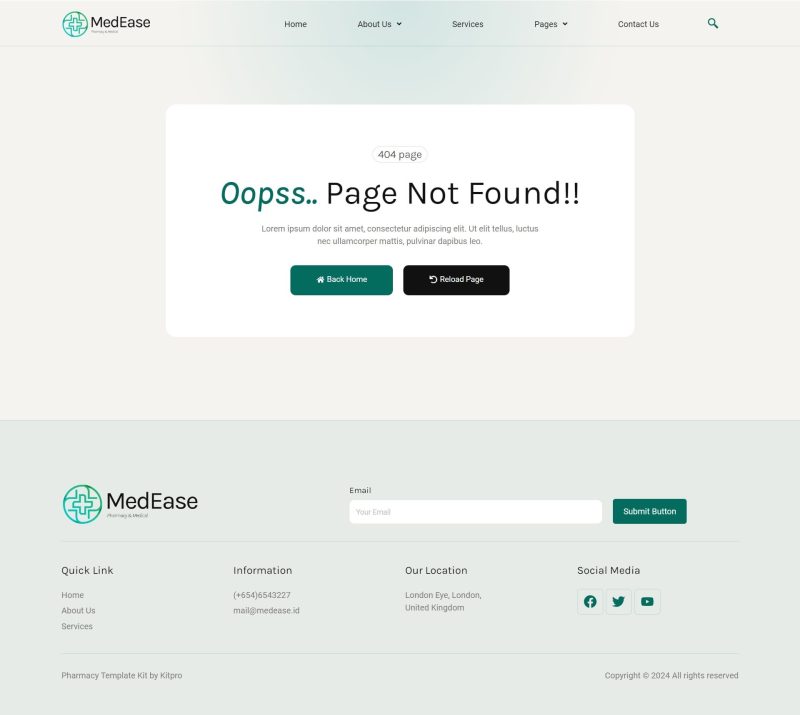 MedEase
Pharmacy & Medical
Home
About Us
Services
Pages
Contact Us
404 page
Oopss.. Page Not Found!!
Lorem ipsum dolor sit amet, consectetur adipiscing elit. Ut elit tellus, luctus
nec ullamcorper mattis, pulvinar dapibus leo.
Back Home
Reload Page
MedEase
Pharmacy & Medical
Email
Your Email
Submit Button
Quick Link
Home
About Us
Services
Information
(+654)6543227
mail@medease.id
Our Location
London Eye, London,
United Kingdom
Social Media
Pharmacy Template Kit by Kitpro
Copyright © 2024 All rights reserved